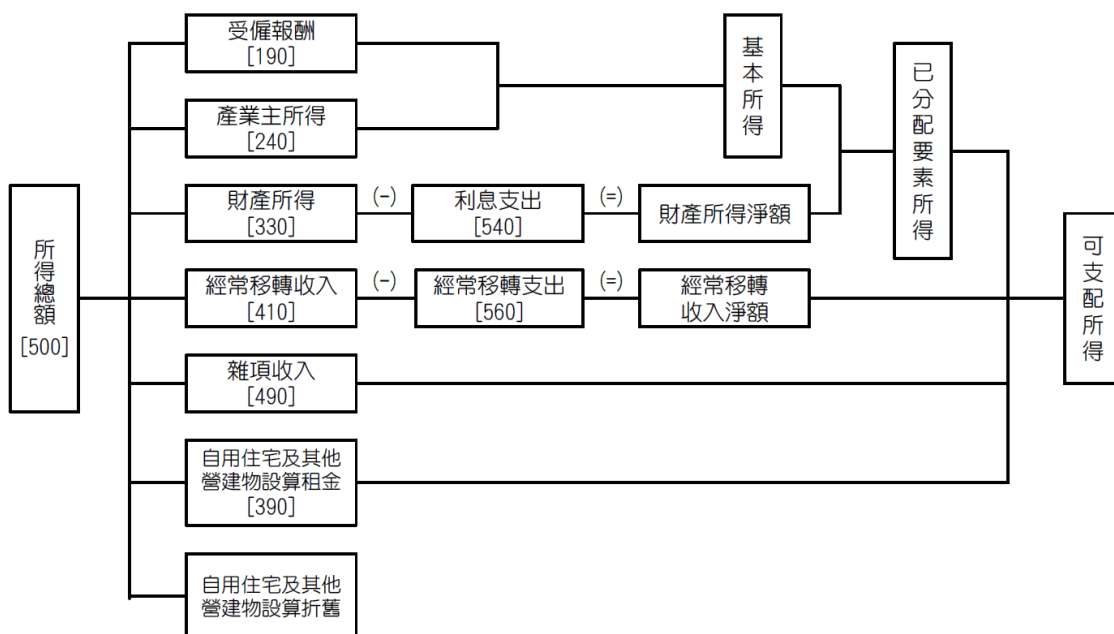 所得總額
[500]
受僱報酬
[190]
產業主所得
[240]
財產所得
[330]
(-)
利息支出
[540]
(=)
財產所得淨額
經常移轉收入
[410]
(-)
經常移轉支出
[560]
(=)
經常移轉
收入淨額
雜項收入
[490]
自用住宅及其他
營建物設算租金
[390]
自用住宅及其他
營建物設算折舊
基本所得
已分配要素所得
可支配所得